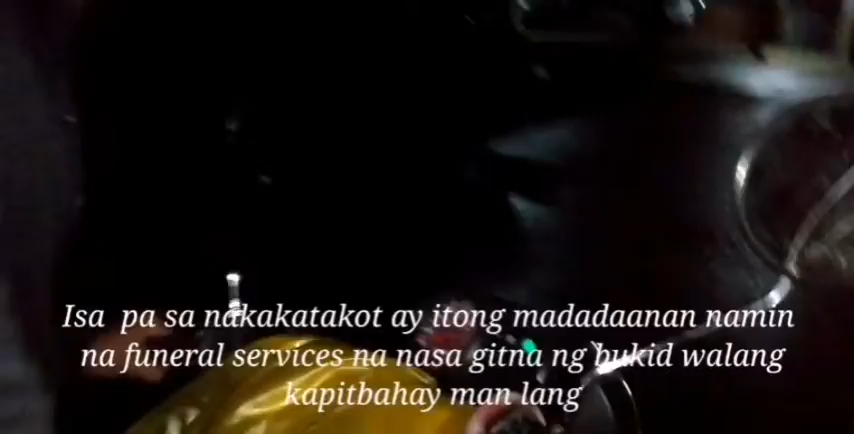 Isa pa sa nakakatakot ay itong madadaanan namin
na funeral services na nasa gitna ng bukid walang
kapitbahay man lang